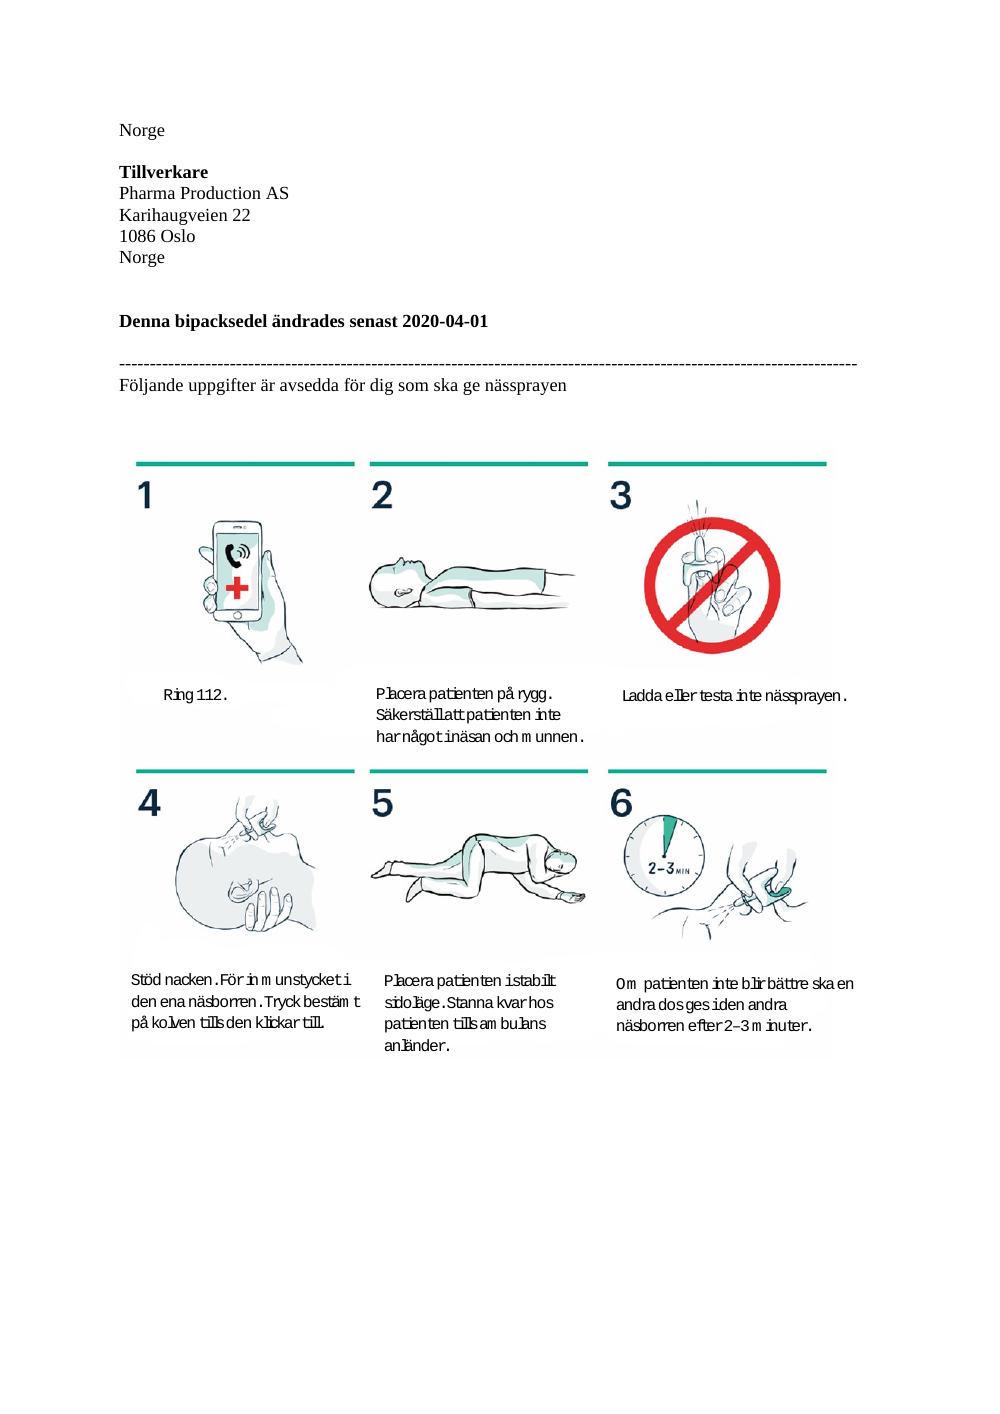 Norge
Tillverkare
Pharma Production AS
Karihaugveien 22
1086 Oslo
Norge
Denna bipacksedel ändrades senast 2020-04-01
------------------------------------------------------------------------------------------------------------------------
Följande uppgifter är avsedda för dig som ska ge nässprayen
1
Ring 112.
2
Placera patienten på rygg.
Säkerställ att patienten inte
har något i näsan och munnen.
3
Ladda eller testa inte nässprayen.
4
Stöd nacken. För in munstycket i
den ena näsborren. Tryck bestämt
på kolven tills den klickar till.
5
Placera patienten i stabilt
sidoläge. Stanna kvar hos
patienten tills ambulans
anländer.
6
2–3 MIN
Om patienten inte blir bättre ska en
andra dos ges i den andra
näsborren efter 2–3 minuter.